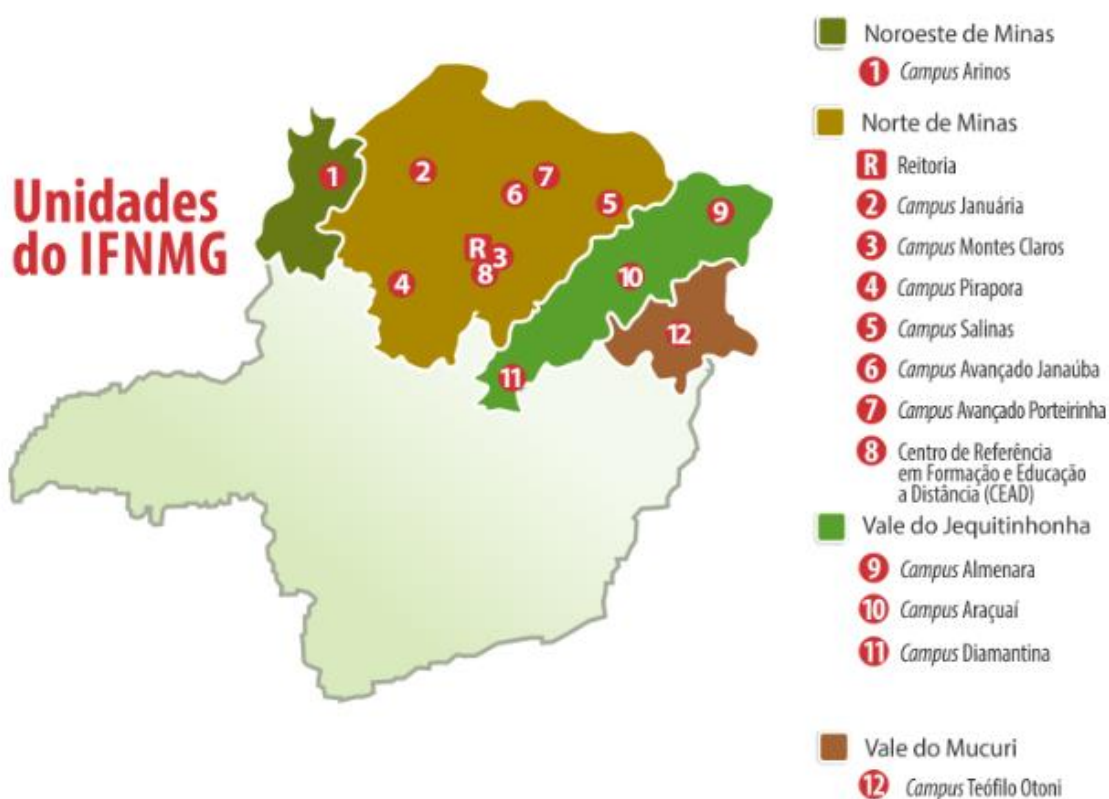 Unidades
do IFNMG
1
2
7
6
5
9
R
3
8
10
4
12
11
Noroeste de Minas
1 Campus Arinos
Norte de Minas
R Reitoria
2 Campus Januária
3 Campus Montes Claros
4 Campus Pirapora
5 Campus Salinas
6 Campus Avançado Janaúba
7 Campus Avançado Porteirinha
8 Centro de Referência
em Formação e Educação
a Distância (CEAD)
Vale do Jequitinhonha
9 Campus Almenara
10 Campus Araçuaí
11 Campus Diamantina
Vale do Mucuri
12 Campus Teófilo Otoni